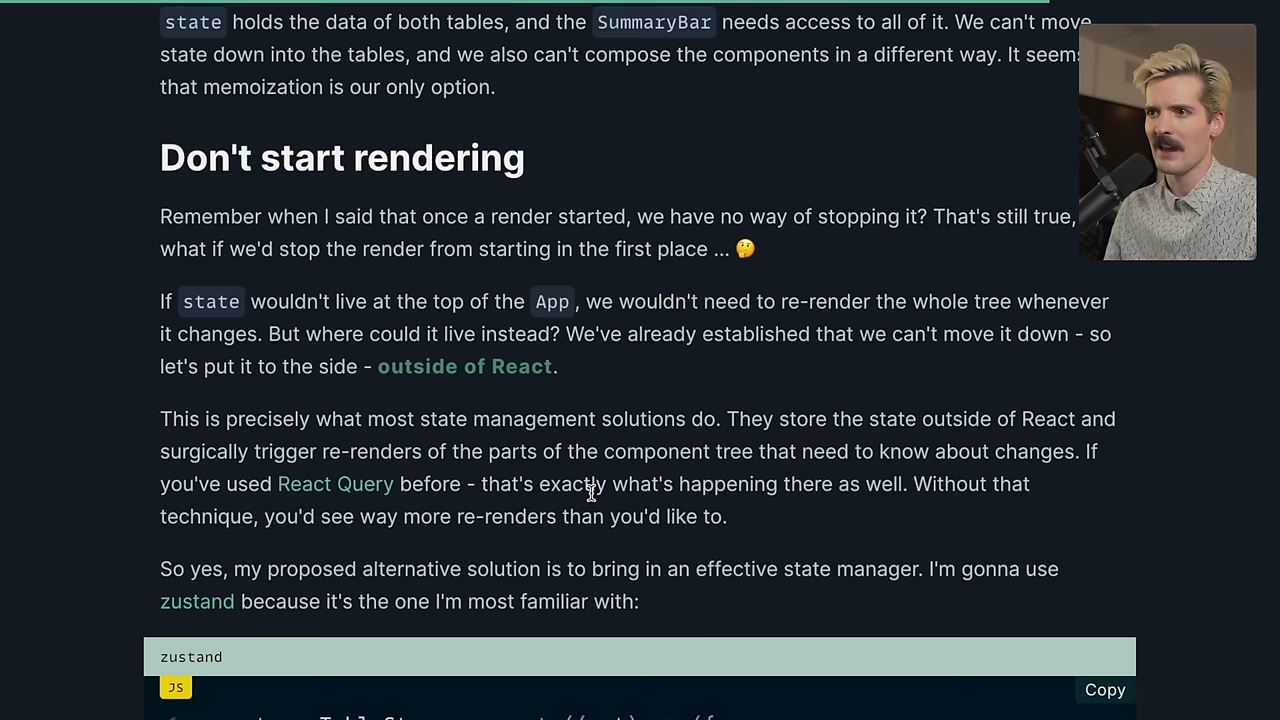 state holds the data of both tables, and the SummaryBar needs access to all of it. We can't move
state down into the tables, and we also can't compose the components in a different way. It seems
that memoization is our only option.
Don't start rendering
Remember when I said that once a render started, we have no way of stopping it? That's still true,
what if we'd stop the render from starting in the first place ... 🤔
If state wouldn't live at the top of the App, we wouldn't need to re-render the whole tree whenever
it changes. But where could it live instead? We've already established that we can't move it down - so
let's put it to the side - outside of React.
This is precisely what most state management solutions do. They store the state outside of React and
surgically trigger re-renders of the parts of the component tree that need to know about changes. If
you've used React Query before - that's exactly what's happening there as well. Without that
technique, you'd see way more re-renders than you'd like to.
So yes, my proposed alternative solution is to bring in an effective state manager. I'm gonna use
zustand because it's the one I'm most familiar with:
zustand
JS
Copy